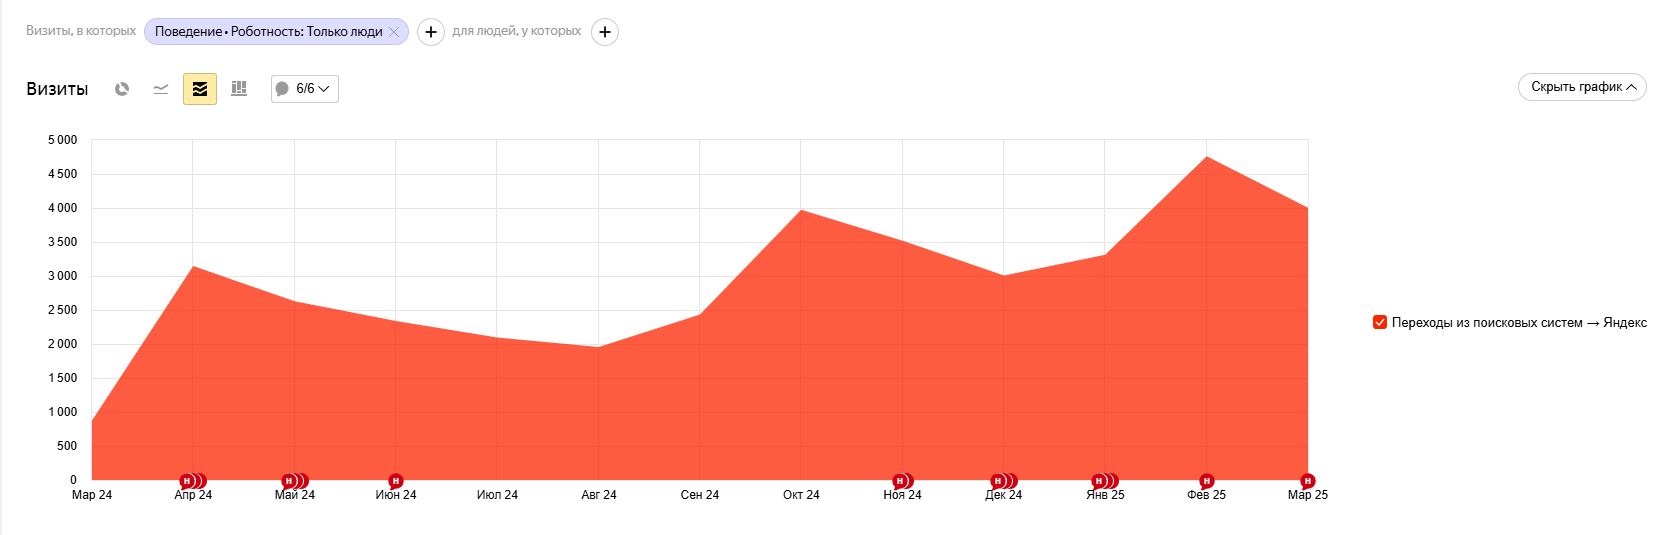 Визиты, в которых Поведение • Роботность: Только люди для людей, у которых
Визиты 6/6 Скрыть график
5 000
4 500
4 000
3 500
3 000
2 500
2 000
1 500
1 000
500
0
Переходы из поисковых систем → Яндекс
н н н н н н н н
Мар 24 Апр 24 Май 24 Июн 24 Июл 24 Авг 24 Сен 24 Окт 24 Ноя 24 Дек 24 Янв 25 Фев 25 Мар 25